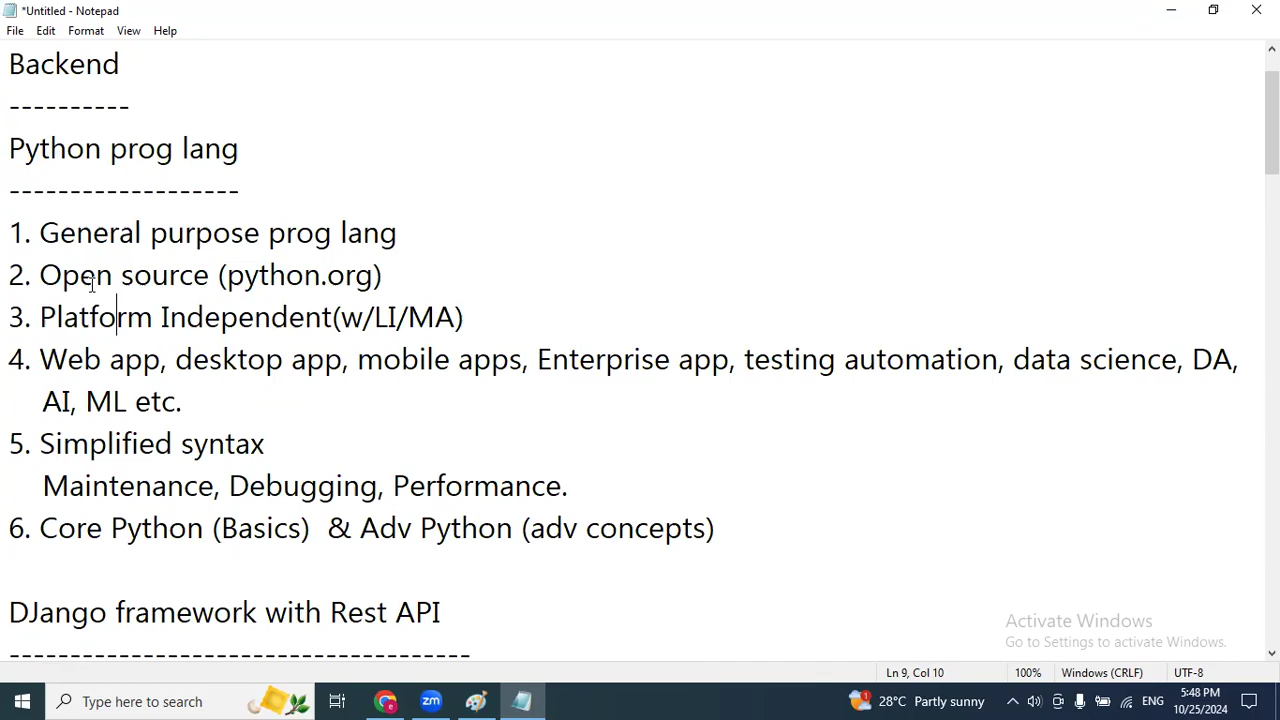 *Untitled - Notepad
File Edit Format View Help
Backend
----------
Python prog lang
-------------------
1. General purpose prog lang
2. Open source (python.org)
3. Platform Independent(w/LI/MA)
4. Web app, desktop app, mobile apps, Enterprise app, testing automation, data science, DA,
AI, ML etc.
5. Simplified syntax
Maintenance, Debugging, Performance.
6. Core Python (Basics)  & Adv Python (adv concepts)
DJango framework with Rest API
--------------------------------------
Activate Windows
Go to Settings to activate Windows.
Ln 9, Col 10 100% Windows (CRLF) UTF-8
Type here to search zm 1 28°C Partly sunny ENG 5:48 PM
10/25/2024